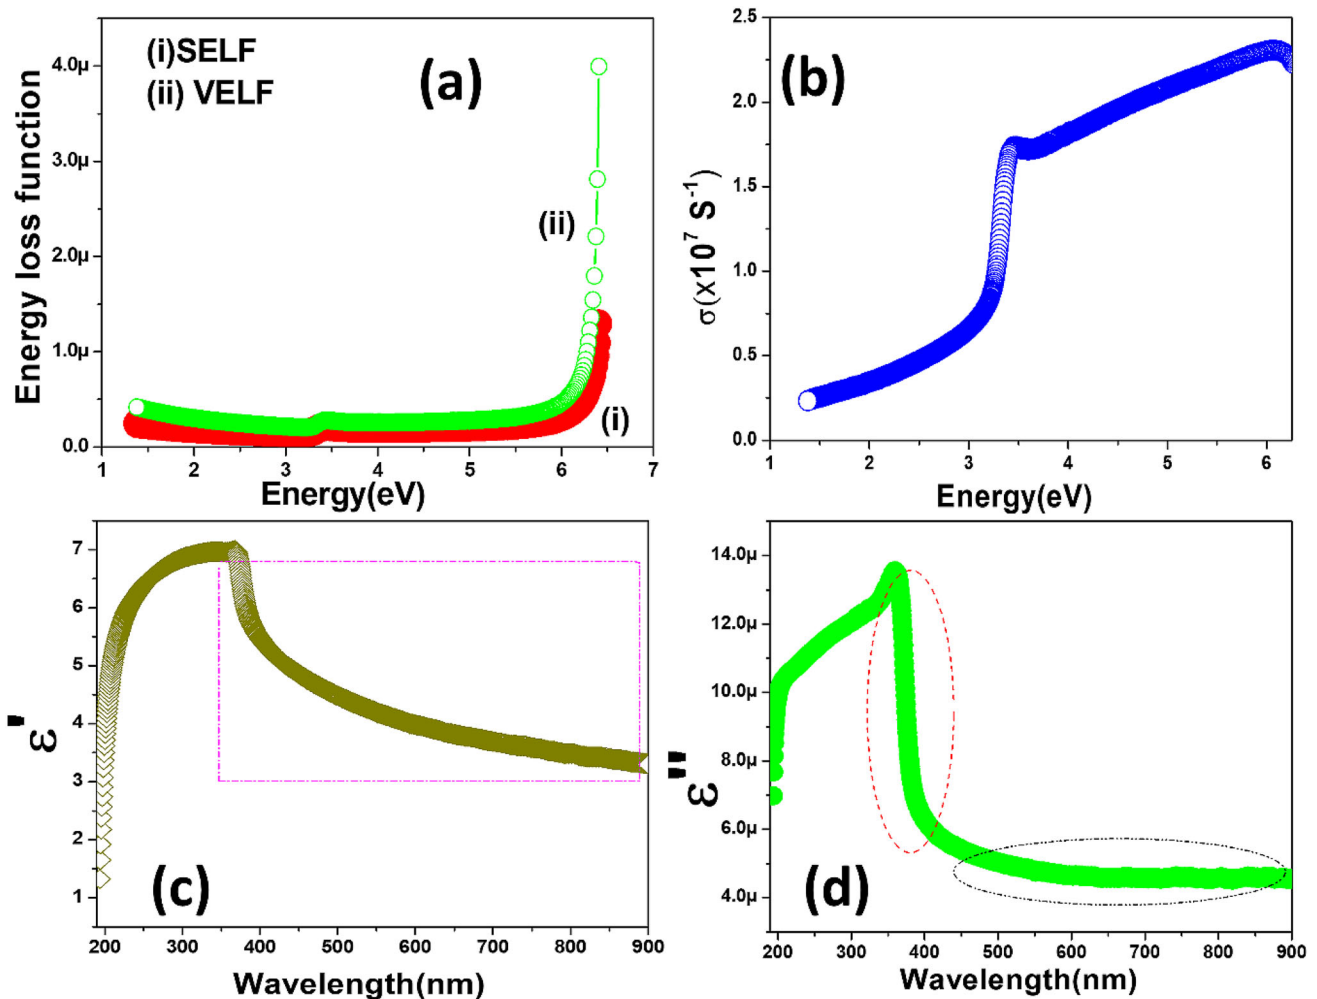 (i)SELF
(ii) VELF
(a)
Energy loss function
4.0µ
3.0µ
2.0µ
1.0µ
0.0
(ii)
(i)
1 2 3 4 5 6 7
Energy(eV)
(b)
σ(×10⁷ S⁻¹)
2.5
2.0
1.5
1.0
0.5
0.0
1 2 3 4 5 6
Energy(eV)
ε'
7
6
5
4
3
2
1
(c)
200 300 400 500 600 700 800 900
Wavelength(nm)
ε''
14.0µ
12.0µ
10.0µ
8.0µ
6.0µ
4.0µ
(d)
200 300 400 500 600 700 800 900
Wavelength(nm)